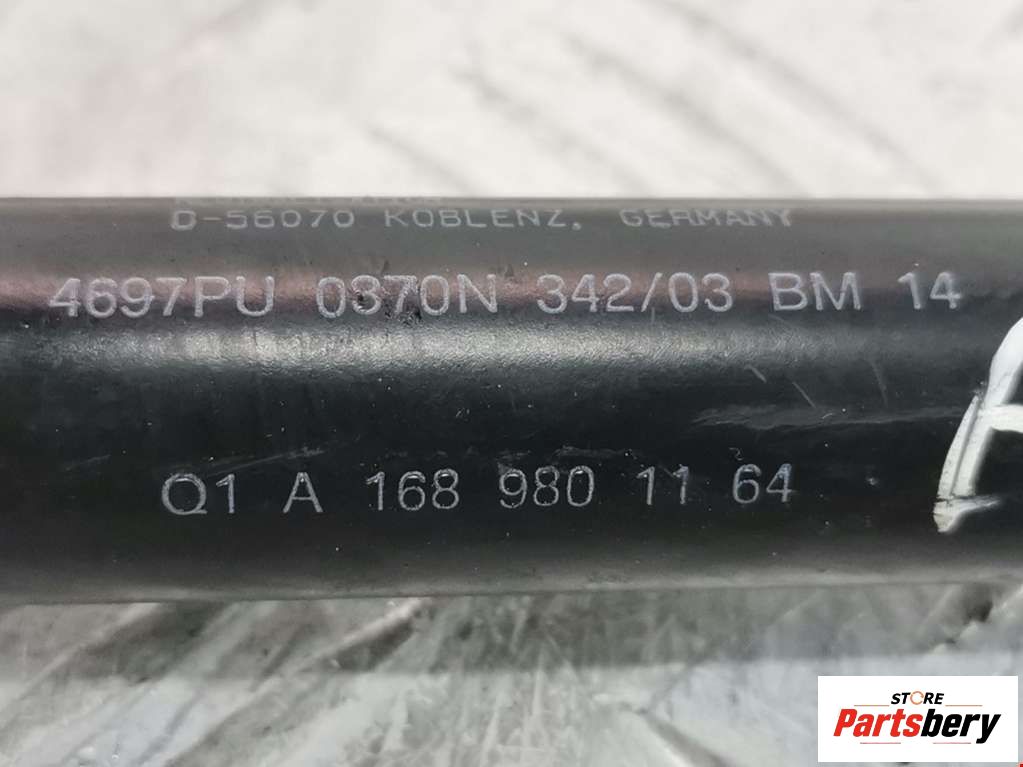 D-56070 KOBLENZ, GERMANY
4697PU 0370N 342/03 BM 14
Q1 A 168 980 11 64
STORE
Partsbery